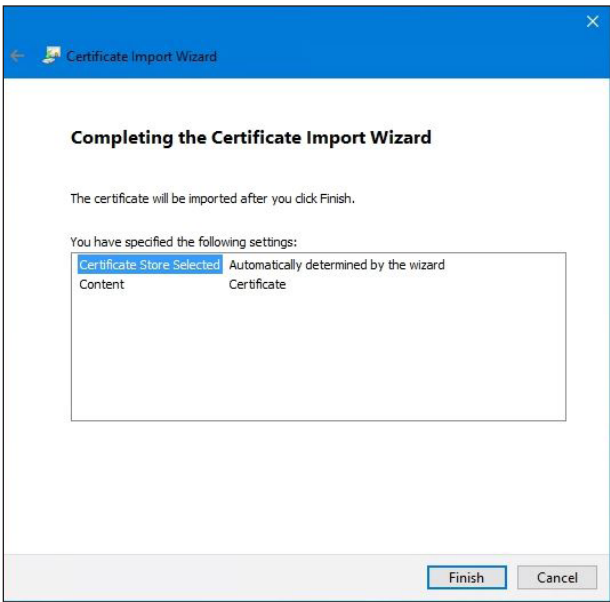 Certificate Import Wizard
Completing the Certificate Import Wizard
The certificate will be imported after you click Finish.
You have specified the following settings:
Certificate Store Selected Automatically determined by the wizard
Content Certificate
Finish Cancel